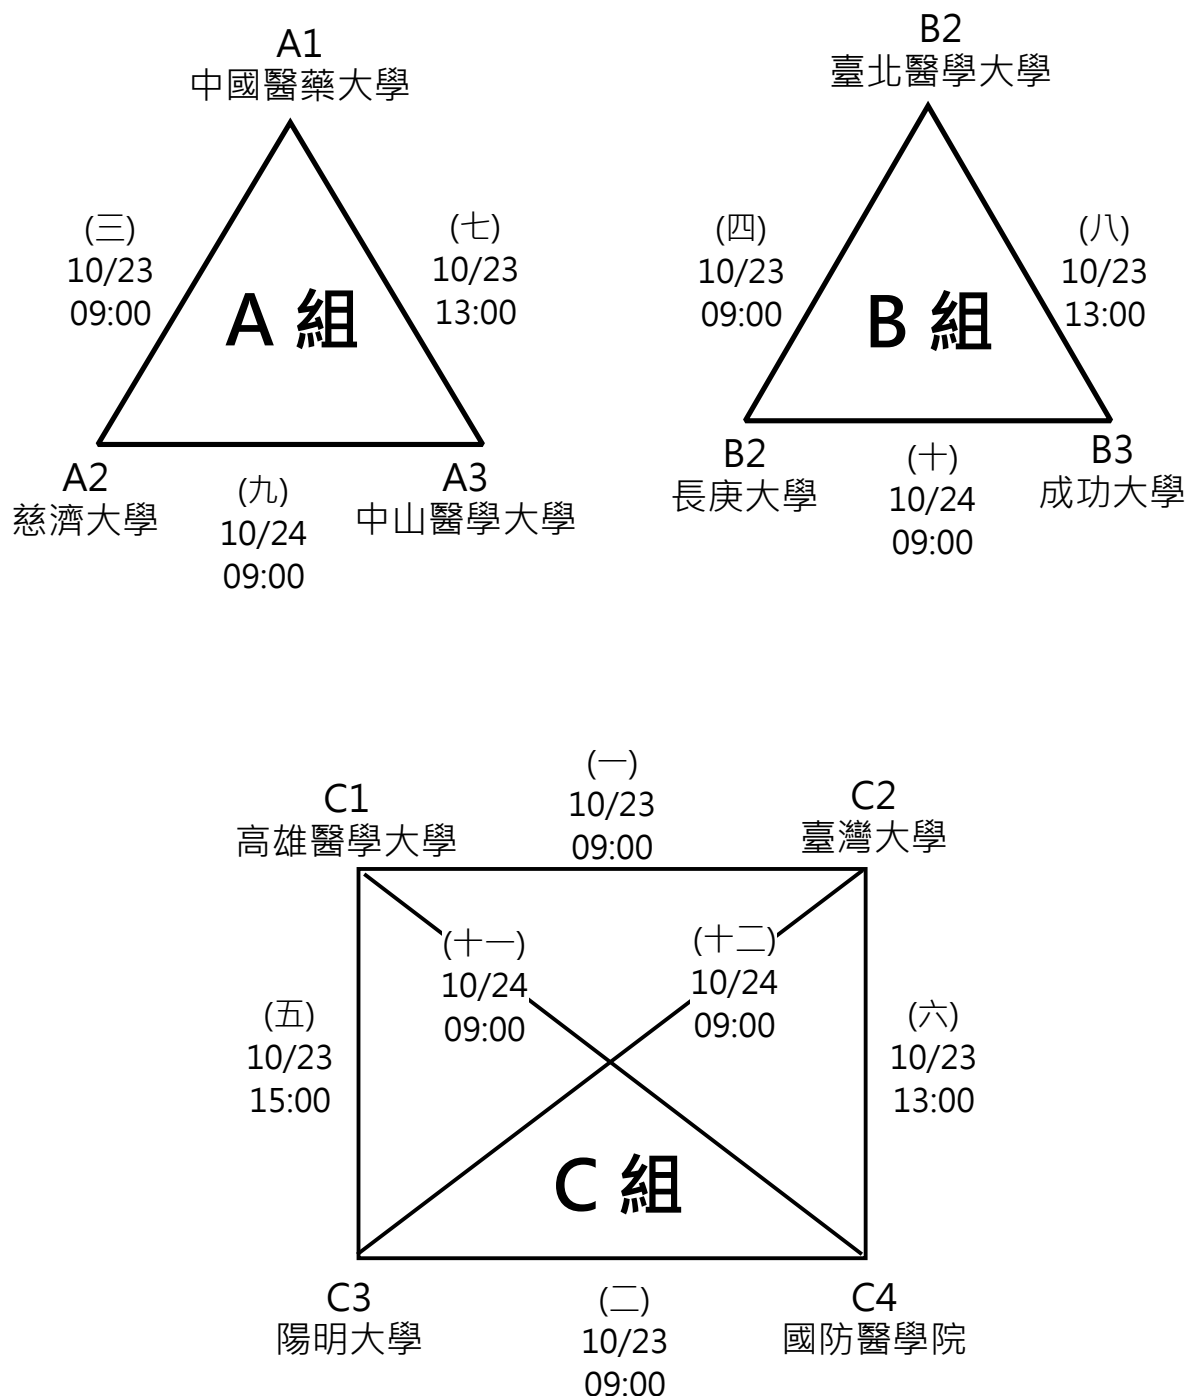 A1
中國醫藥大學
(三)
10/23
09:00
(七)
10/23
13:00
A 組
A2
慈濟大學
(九)
10/24
09:00
A3
中山醫學大學
B2
臺北醫學大學
(四)
10/23
09:00
(八)
10/23
13:00
B 組
B2
長庚大學
(十)
10/24
09:00
B3
成功大學
C1
高雄醫學大學
(一)
10/23
09:00
C2
臺灣大學
(十一)
10/24
09:00
(十二)
10/24
09:00
(五)
10/23
15:00
(六)
10/23
13:00
C 組
C3
陽明大學
(二)
10/23
09:00
C4
國防醫學院